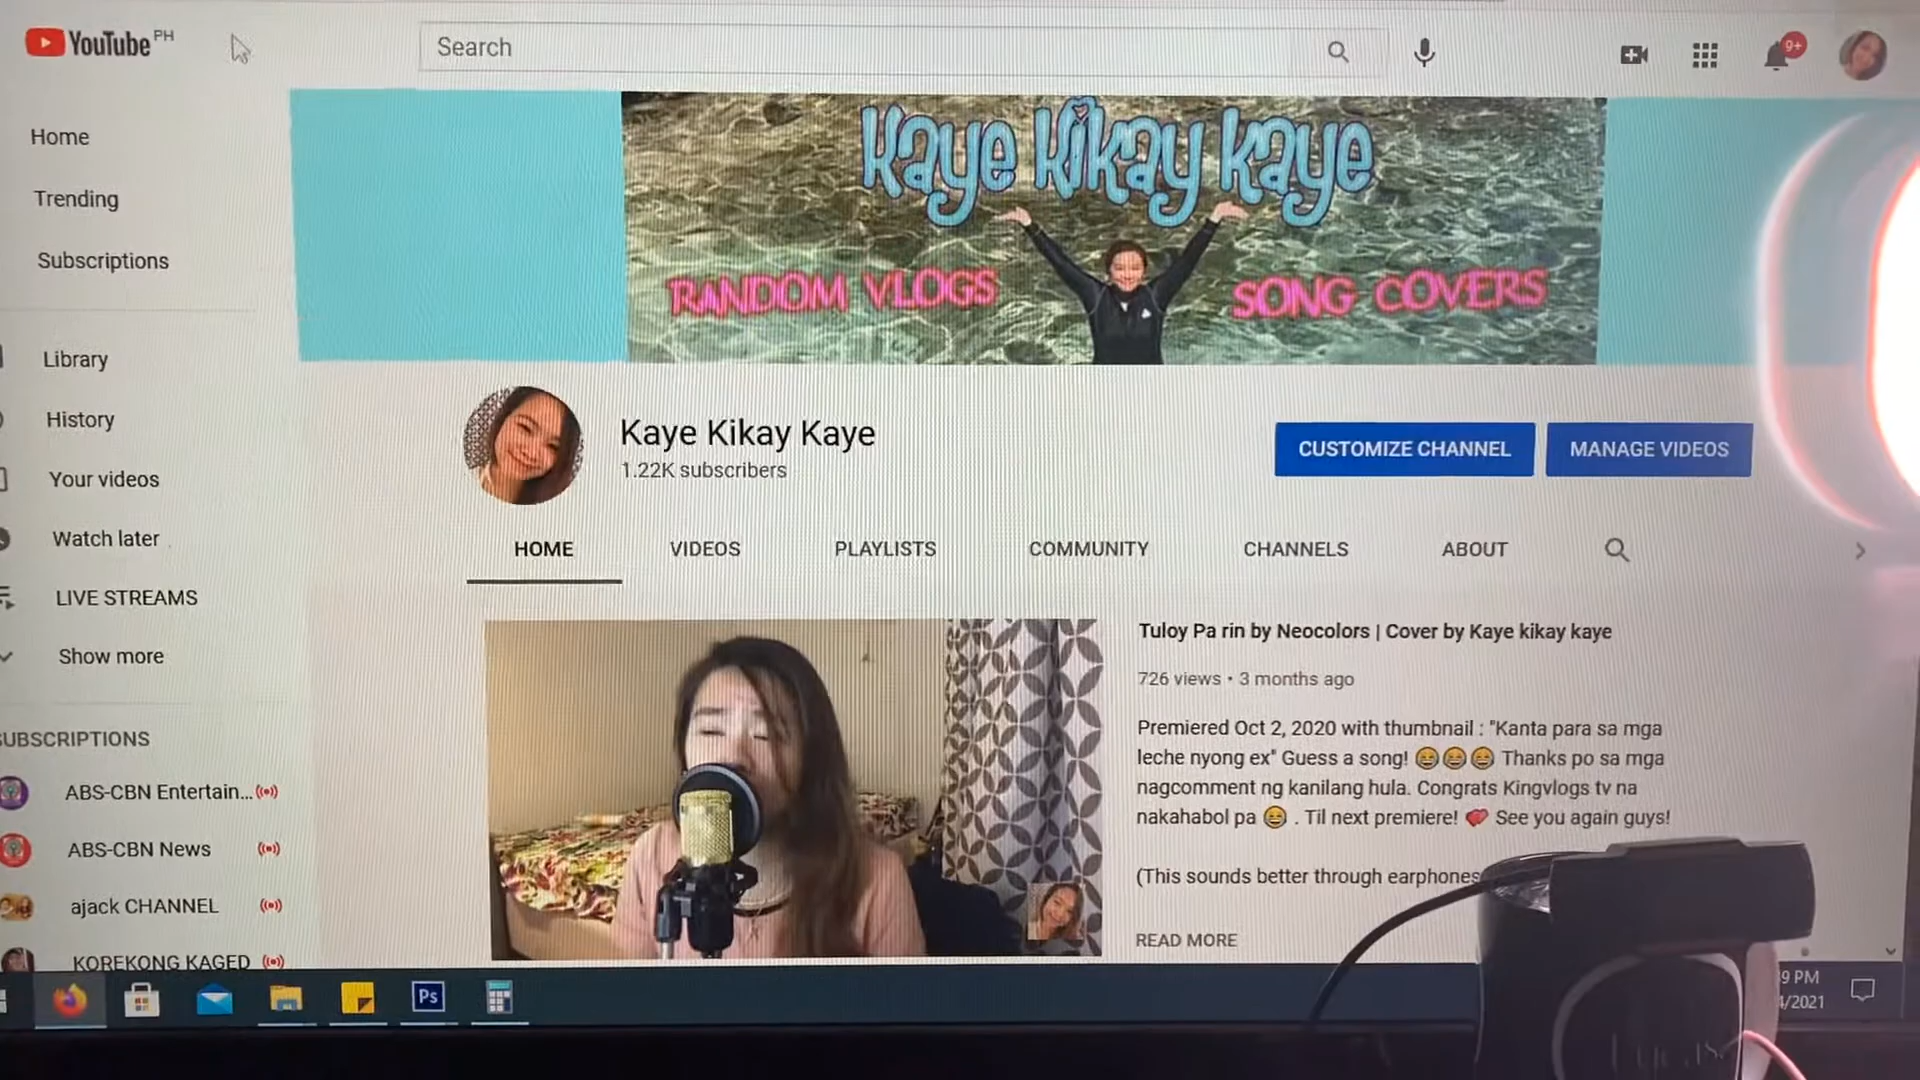 YouTube PH
Search
9+
Home
Trending
Subscriptions
Library
History
Your videos
Watch later
LIVE STREAMS
Show more
SUBSCRIPTIONS
ABS-CBN Entertain...
ABS-CBN News
ajack CHANNEL
KOREKONG KAGED
Kaye Kikay Kaye
RANDOM VLOGS
SONG COVERS
Kaye Kikay Kaye
1.22K subscribers
CUSTOMIZE CHANNEL
MANAGE VIDEOS
HOME
VIDEOS
PLAYLISTS
COMMUNITY
CHANNELS
ABOUT
Tuloy Pa rin by Neocolors | Cover by Kaye kikay kaye
726 views • 3 months ago
Premiered Oct 2, 2020 with thumbnail : "Kanta para sa mga
leche nyong ex" Guess a song! 😂😂😂 Thanks po sa mga
nagcomment ng kanilang hula. Congrats Kingvlogs tv na
nakahabol pa 😂 . Til next premiere! 💖 See you again guys!
(This sounds better through earphones
READ MORE
Ps
9 PM
4/2021